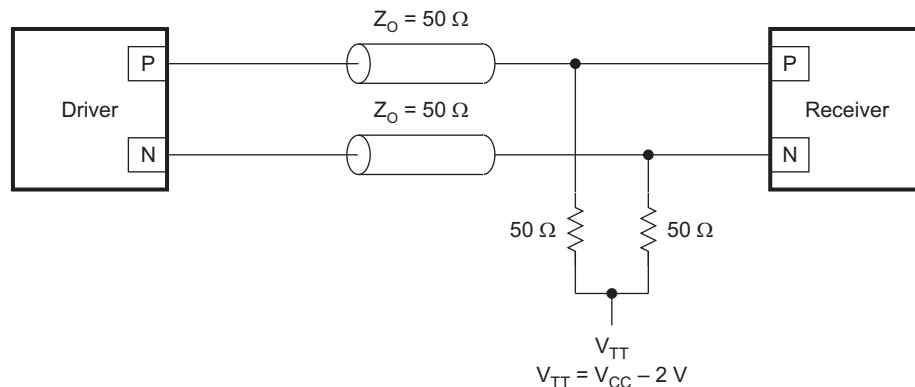 Z_O = 50 Ω
P
P
Driver
Z_O = 50 Ω
Receiver
N
N
50 Ω
50 Ω
V_TT
V_TT = V_CC – 2 V